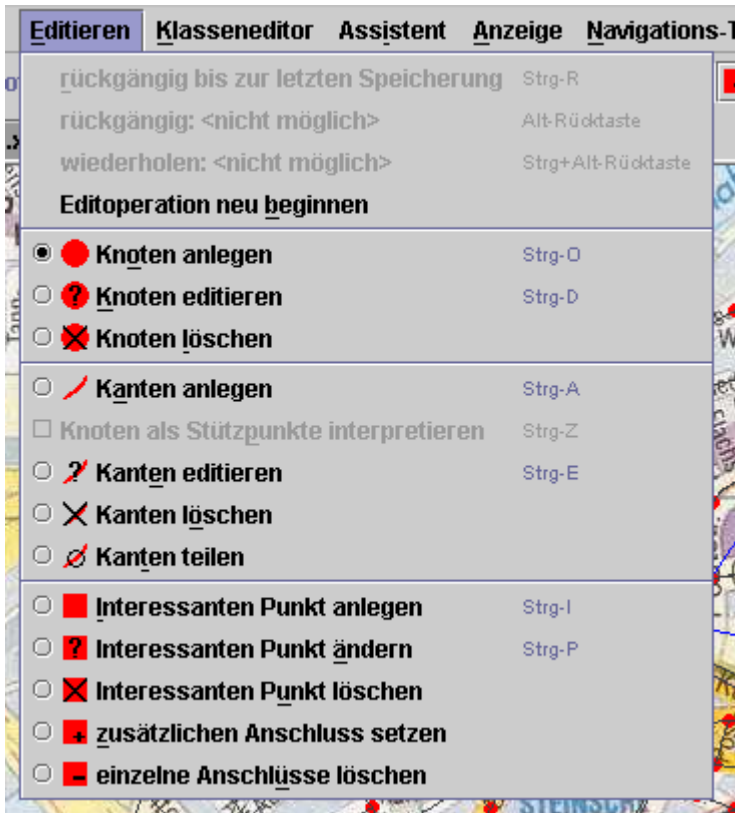 Editieren Klasseneditor Assistent Anzeige Navigations-T
rückgängig bis zur letzten Speicherung Strg-R
rückgängig: <nicht möglich> Alt-Rücktaste
wiederholen: <nicht möglich> Strg+Alt-Rücktaste
Editoperation neu beginnen
Knoten anlegen Strg-O
? Knoten editieren Strg-D
Knoten löschen
Kanten anlegen Strg-A
Knoten als Stützpunkte interpretieren Strg-Z
? Kanten editieren Strg-E
Kanten löschen
Kanten teilen
Interessanten Punkt anlegen Strg-I
? Interessanten Punkt ändern Strg-P
Interessanten Punkt löschen
+ zusätzlichen Anschluss setzen
- einzelne Anschlüsse löschen
STEINSCH